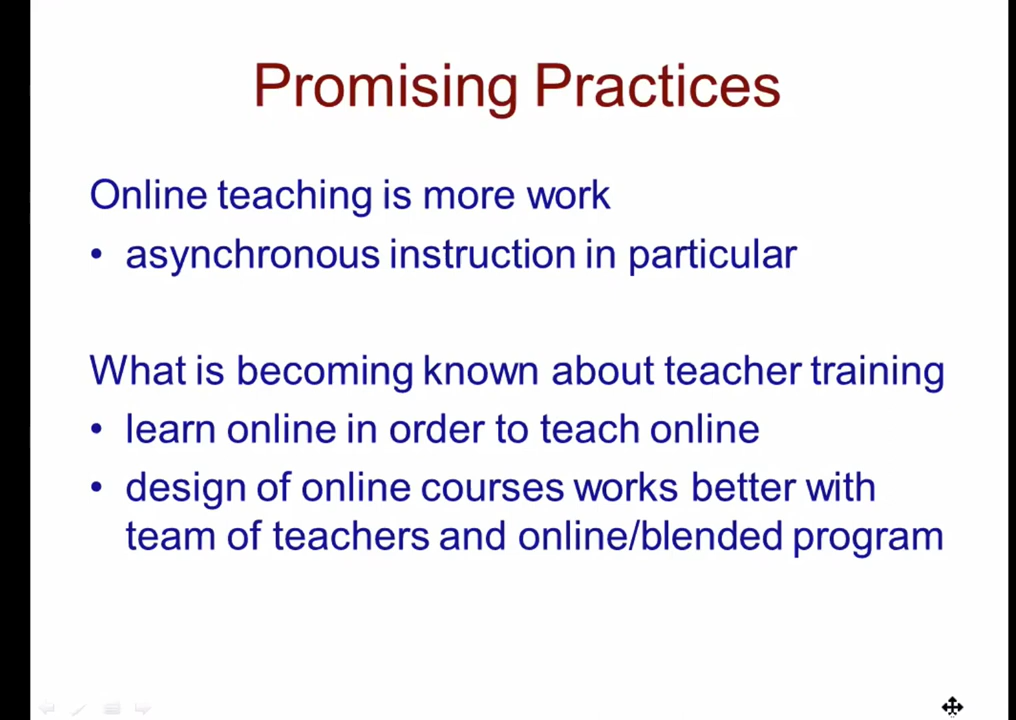 Promising Practices
Online teaching is more work
• asynchronous instruction in particular
What is becoming known about teacher training
• learn online in order to teach online
• design of online courses works better with
team of teachers and online/blended program